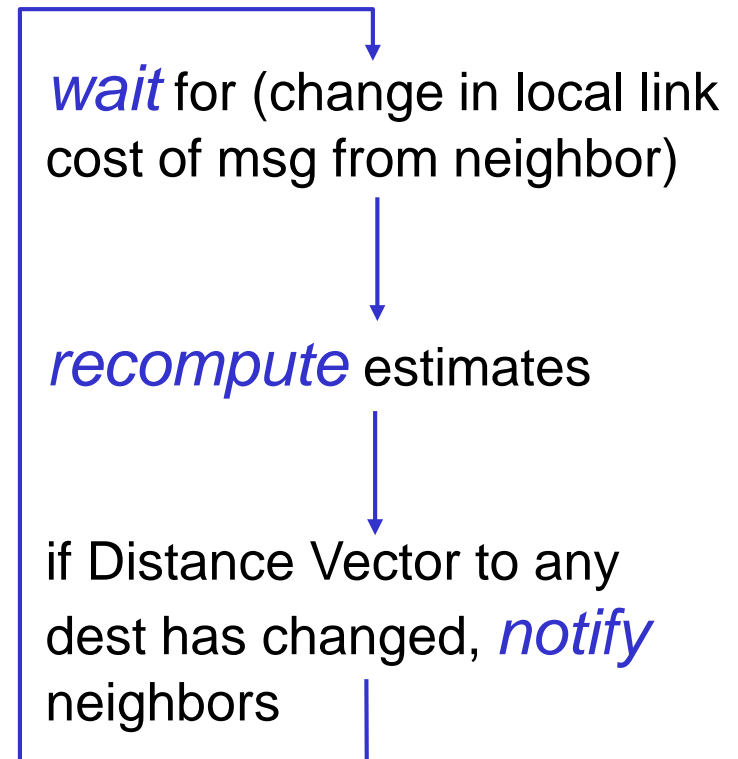 wait for (change in local link
cost of msg from neighbor)
recompute estimates
if Distance Vector to any
dest has changed, notify
neighbors